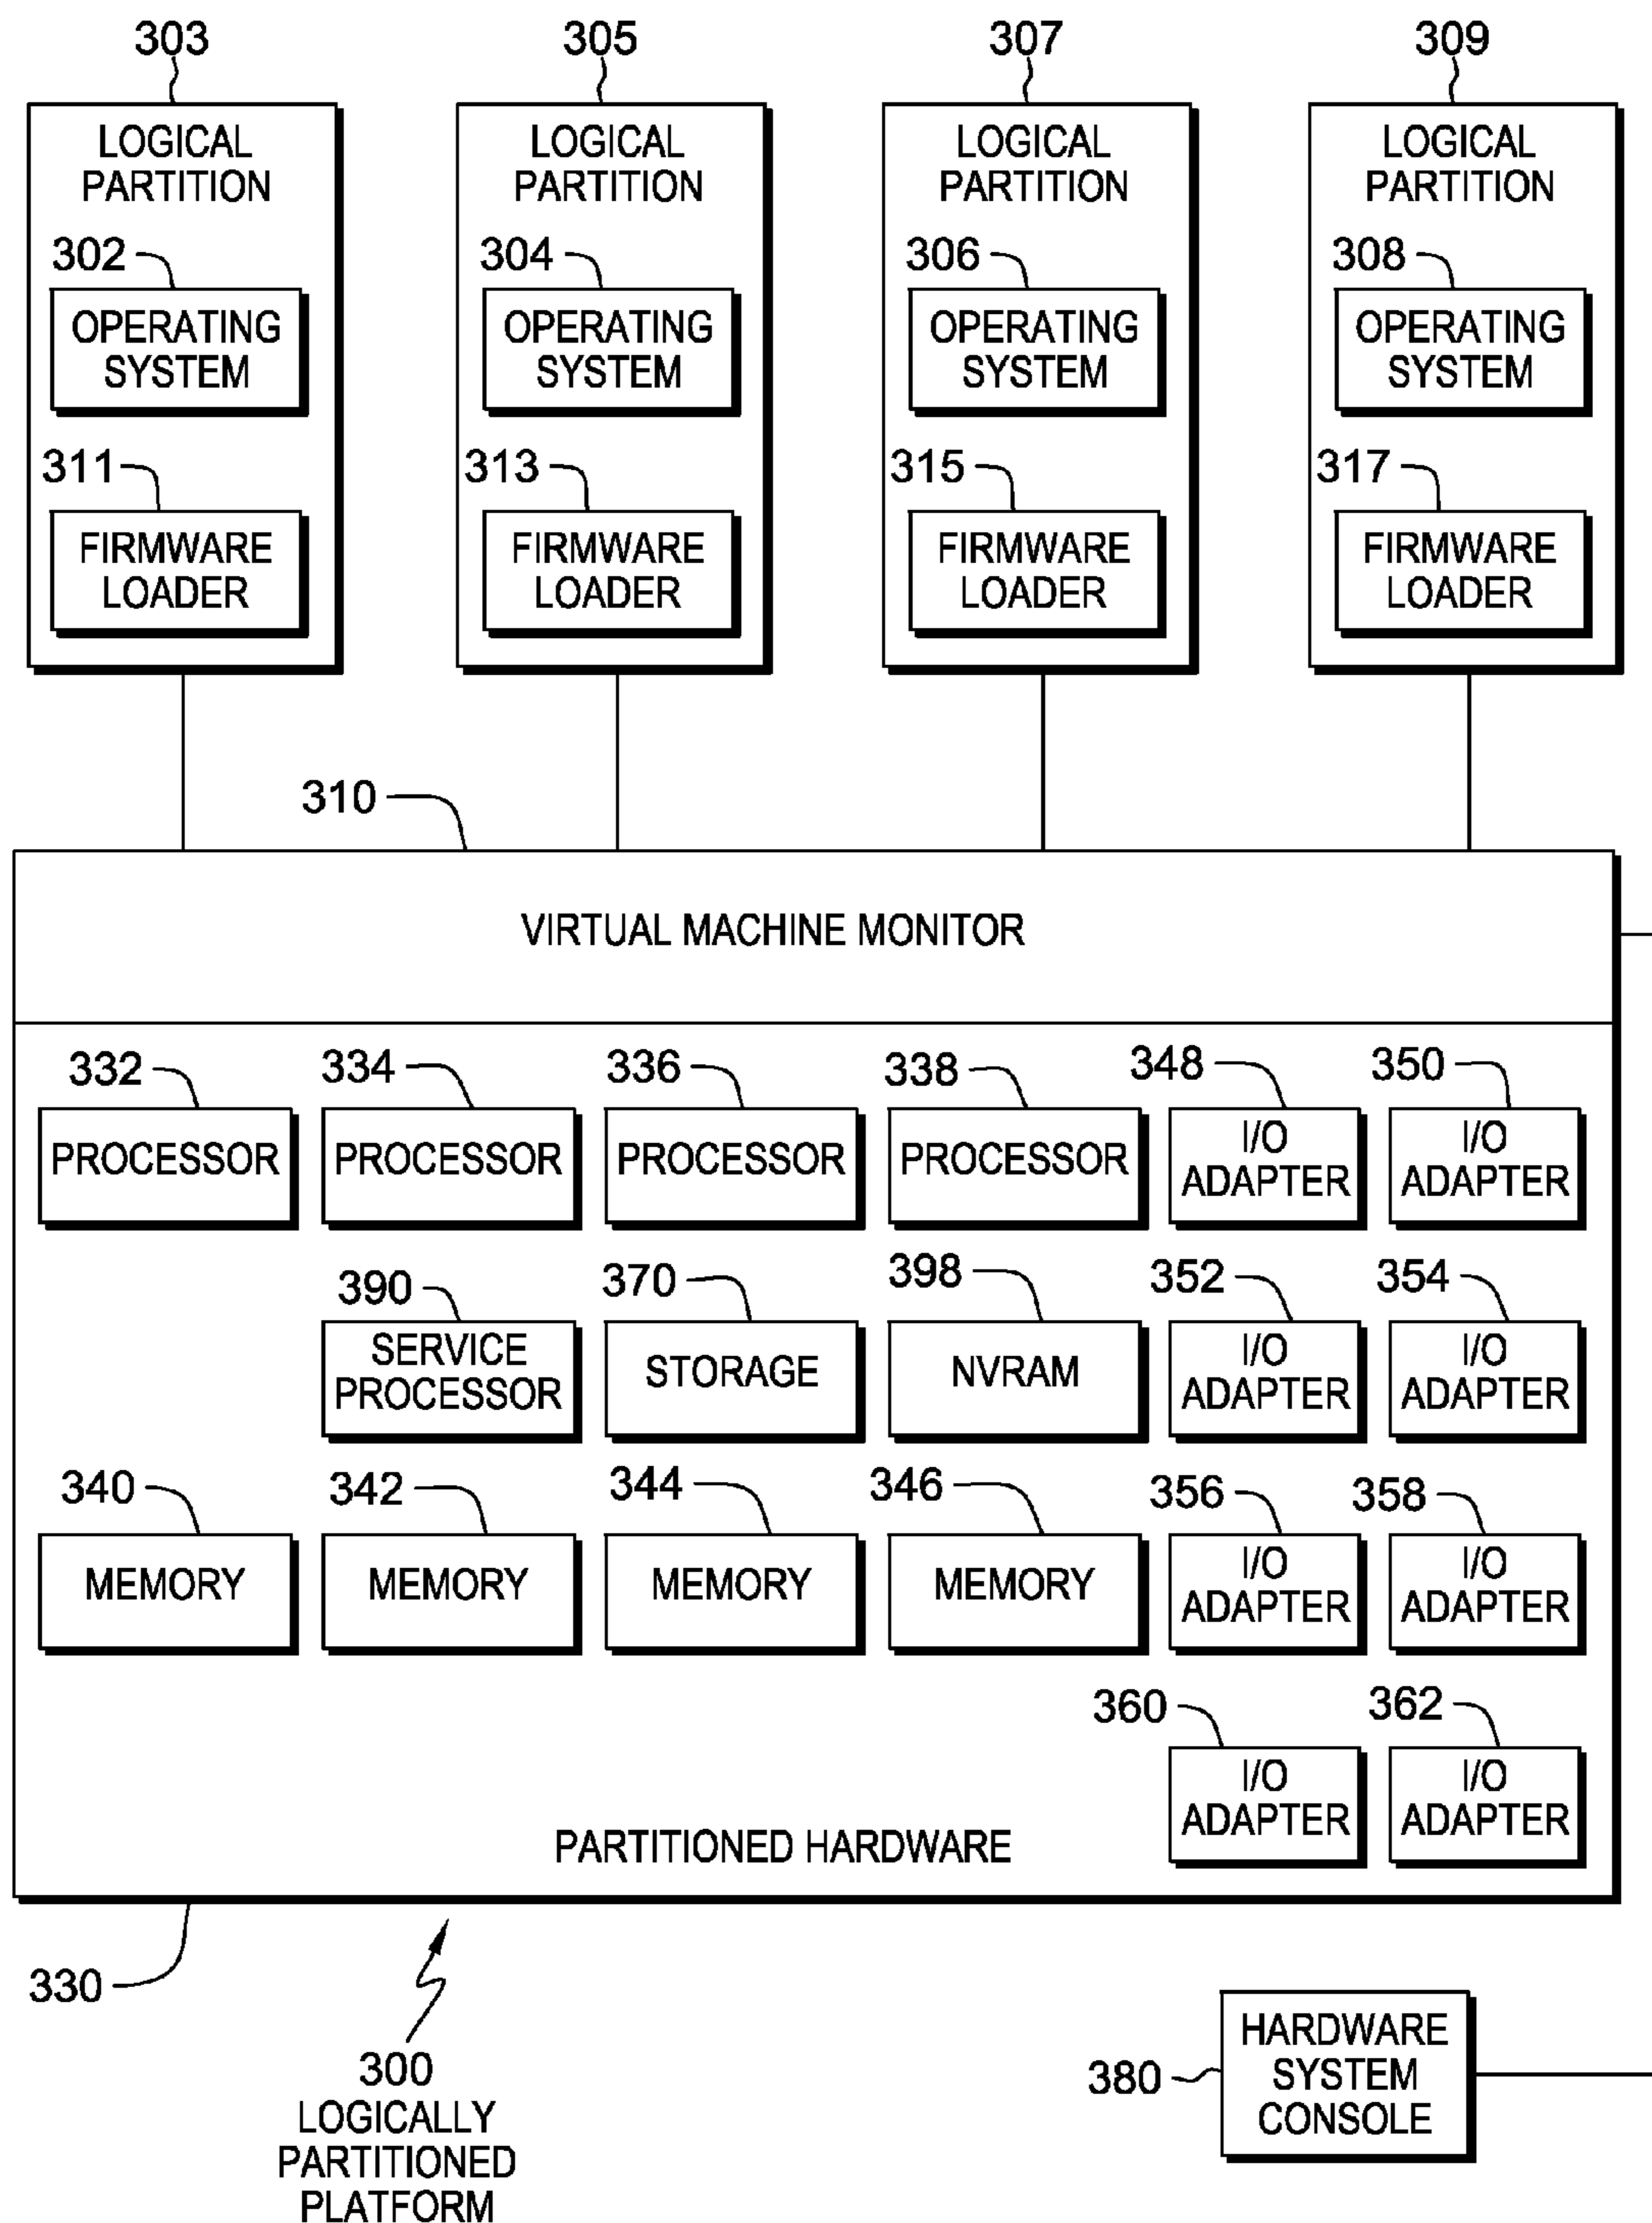 303 305 307 309
LOGICAL PARTITION LOGICAL PARTITION LOGICAL PARTITION LOGICAL PARTITION
302 304 306 308
OPERATING SYSTEM OPERATING SYSTEM OPERATING SYSTEM OPERATING SYSTEM
311 313 315 317
FIRMWARE LOADER FIRMWARE LOADER FIRMWARE LOADER FIRMWARE LOADER
310
VIRTUAL MACHINE MONITOR
332 334 336 338 348 350
PROCESSOR PROCESSOR PROCESSOR PROCESSOR I/O ADAPTER I/O ADAPTER
390 370 398 352 354
SERVICE PROCESSOR STORAGE NVRAM I/O ADAPTER I/O ADAPTER
340 342 344 346 356 358
MEMORY MEMORY MEMORY MEMORY I/O ADAPTER I/O ADAPTER
360 362
I/O ADAPTER I/O ADAPTER
PARTITIONED HARDWARE
330
300
LOGICALLY
PARTITIONED
PLATFORM
380
HARDWARE
SYSTEM
CONSOLE